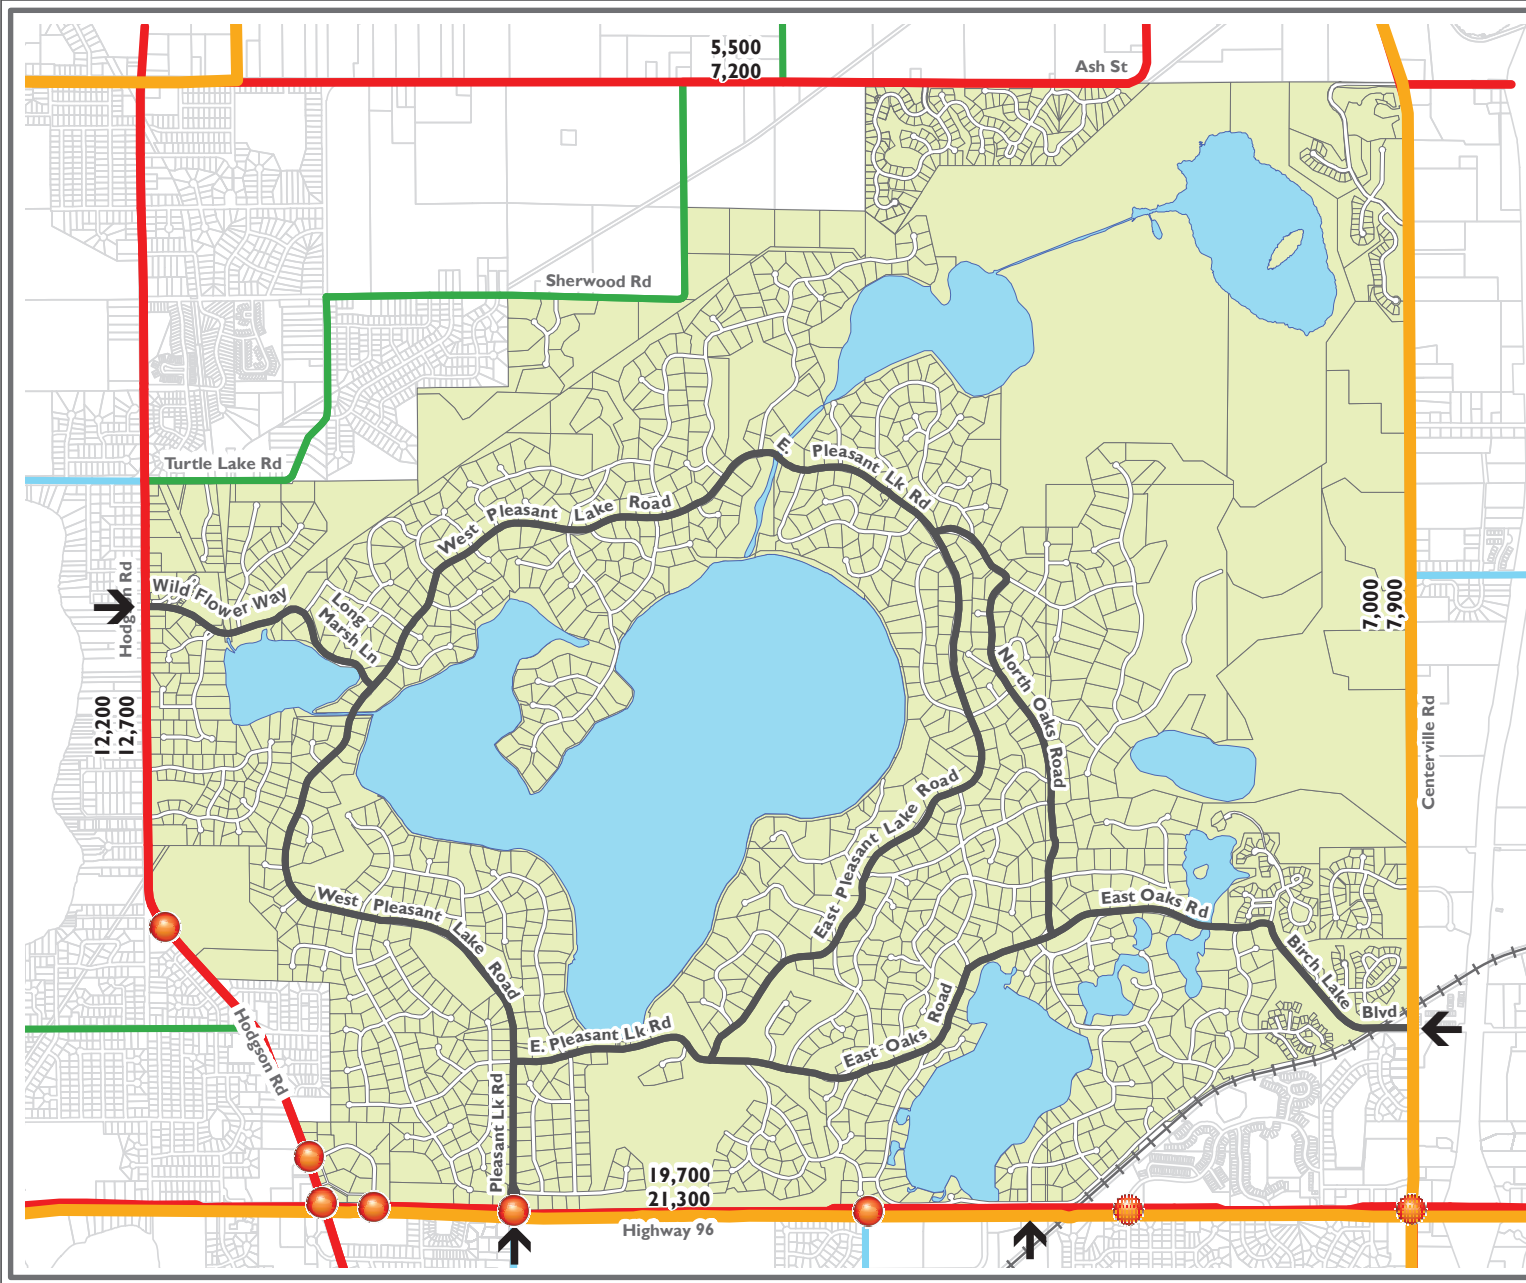 5,500
7,200
Ash St
Sherwood Rd
Turtle Lake Rd
E. Pleasant Lk Rd
West Pleasant Lake Road
Hodgson Rd
Wild Flower Way
Long
Marsh Ln
7,000
7,900
North Oaks Road
12,200
12,700
Centerville Rd
East Pleasant Lake Road
West Pleasant Lake Road
East Oaks Rd
Birch Lake Blvd
Hodgson Rd
E. Pleasant Lk Rd
East Oaks Road
Pleasant Lk Rd
19,700
21,300
Highway 96